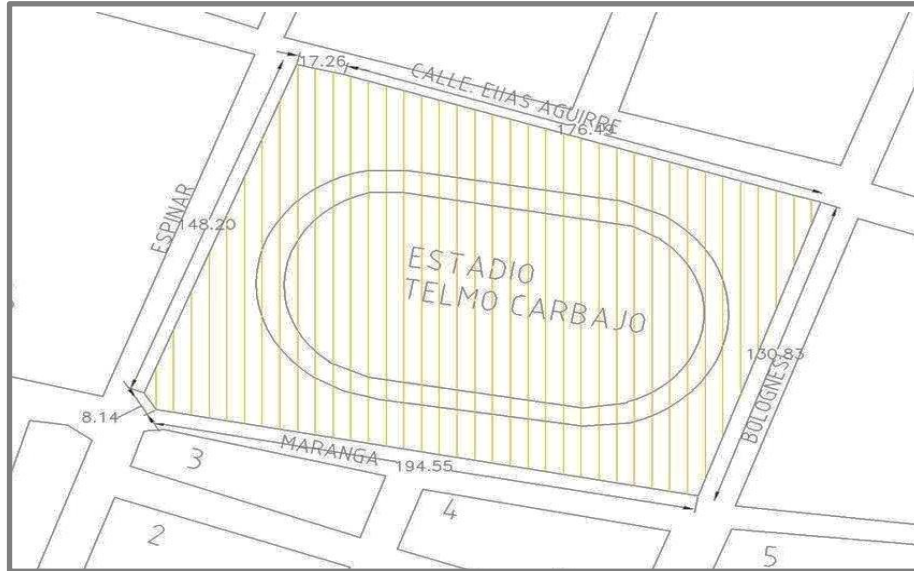 17.26
CALLE. ElIAS AGUIRRE
176.49
ESPINAR
148.20
ESTADIO
TELMO CARBAJO
130.83
BOLOGNESI
8.14
MARANGA
194.55
3
4
2
5